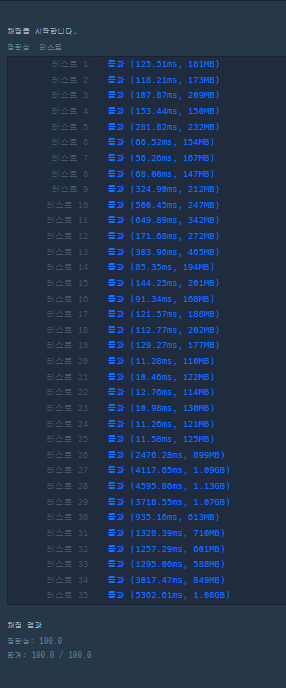 채점을 시작합니다.
정확성 테스트
테스트 1 통과 (125.51ms, 181MB)
테스트 2 통과 (118.21ms, 173MB)
테스트 3 통과 (187.87ms, 209MB)
테스트 4 통과 (153.44ms, 150MB)
테스트 5 통과 (281.82ms, 232MB)
테스트 6 통과 (66.52ms, 154MB)
테스트 7 통과 (56.26ms, 167MB)
테스트 8 통과 (68.00ms, 147MB)
테스트 9 통과 (324.90ms, 212MB)
테스트 10 통과 (500.45ms, 247MB)
테스트 11 통과 (649.89ms, 342MB)
테스트 12 통과 (171.68ms, 272MB)
테스트 13 통과 (303.96ms, 465MB)
테스트 14 통과 (85.35ms, 194MB)
테스트 15 통과 (144.25ms, 201MB)
테스트 16 통과 (91.34ms, 168MB)
테스트 17 통과 (121.57ms, 188MB)
테스트 18 통과 (112.77ms, 202MB)
테스트 19 통과 (129.27ms, 177MB)
테스트 20 통과 (11.28ms, 116MB)
테스트 21 통과 (10.46ms, 122MB)
테스트 22 통과 (12.76ms, 114MB)
테스트 23 통과 (10.98ms, 130MB)
테스트 24 통과 (11.26ms, 121MB)
테스트 25 통과 (11.58ms, 125MB)
테스트 26 통과 (2476.28ms, 899MB)
테스트 27 통과 (4117.65ms, 1.09GB)
테스트 28 통과 (4595.86ms, 1.13GB)
테스트 29 통과 (3718.55ms, 1.07GB)
테스트 30 통과 (935.16ms, 613MB)
테스트 31 통과 (1328.39ms, 710MB)
테스트 32 통과 (1257.29ms, 601MB)
테스트 33 통과 (1295.06ms, 588MB)
테스트 34 통과 (3017.47ms, 849MB)
테스트 35 통과 (5362.61ms, 1.08GB)
채점 결과
정확성: 100.0
합계: 100.0 / 100.0